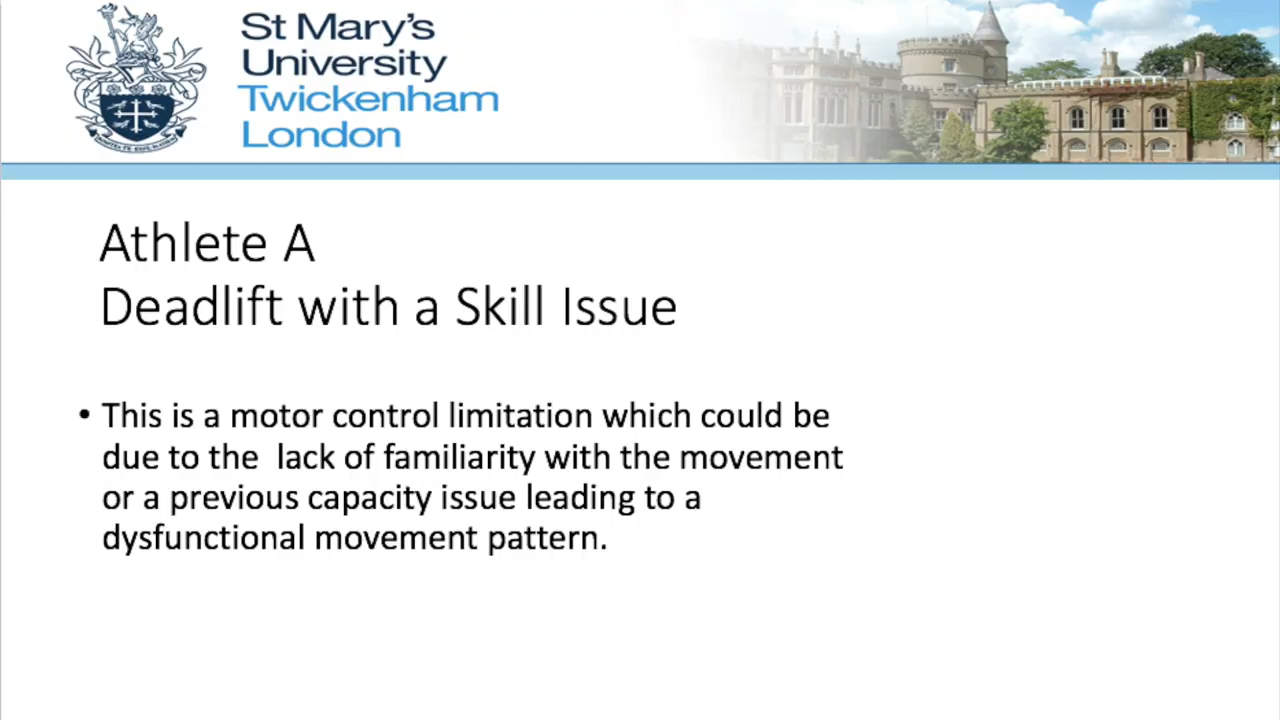 St Mary's
University
Twickenham
London
Athlete A
Deadlift with a Skill Issue
• This is a motor control limitation which could be
due to the  lack of familiarity with the movement
or a previous capacity issue leading to a
dysfunctional movement pattern.